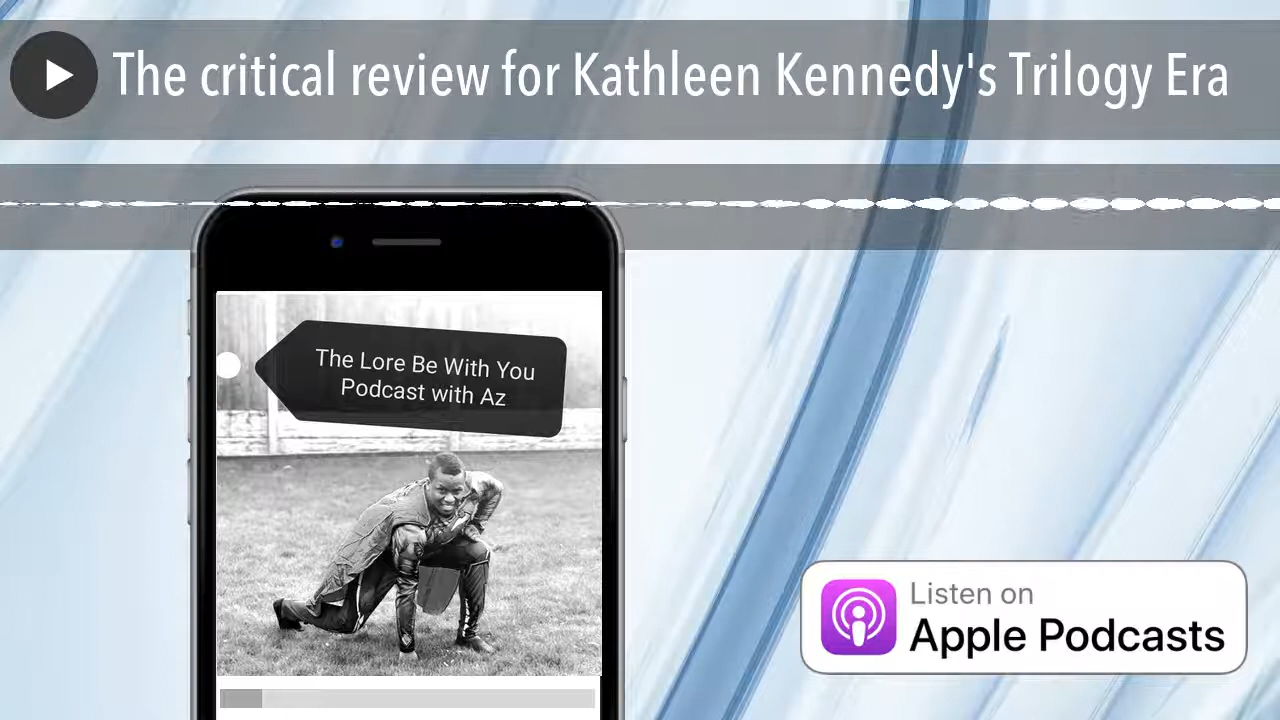 The critical review for Kathleen Kennedy's Trilogy Era
The Lore Be With You
Podcast with Az
Listen on
Apple Podcasts